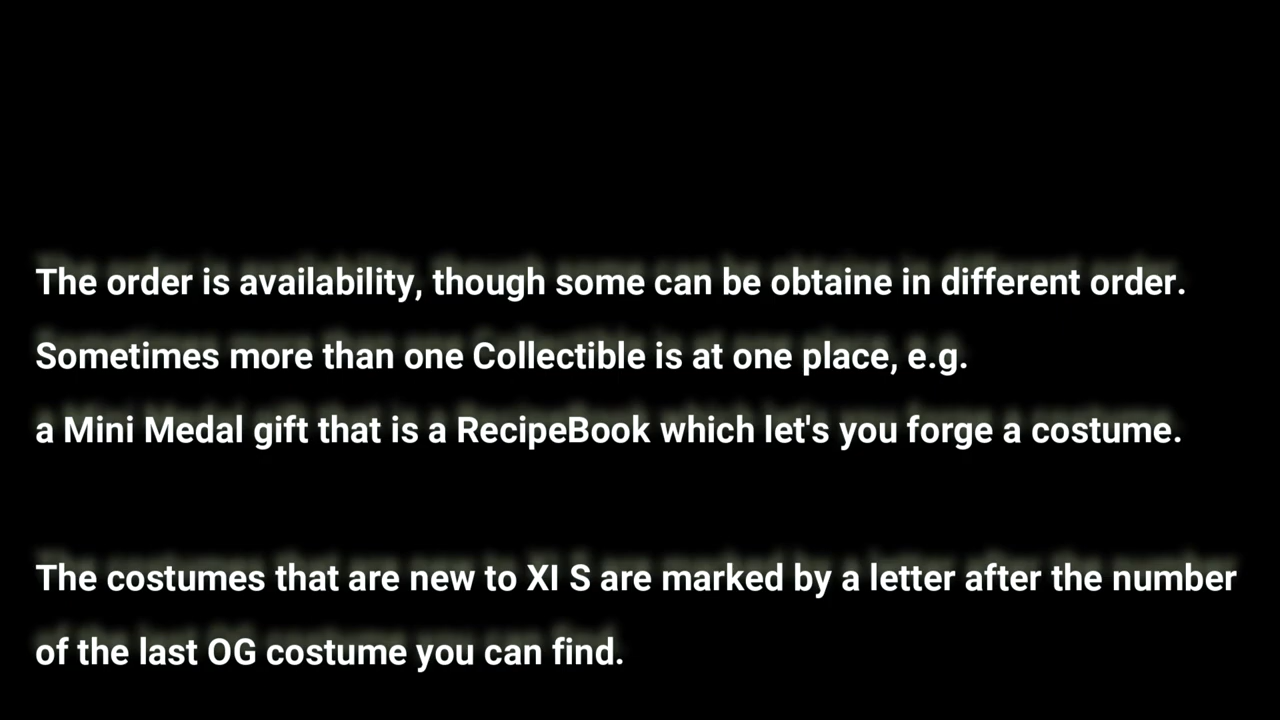 The order is availability, though some can be obtaine in different order.
Sometimes more than one Collectible is at one place, e.g.
a Mini Medal gift that is a RecipeBook which let's you forge a costume.
The costumes that are new to XI S are marked by a letter after the number
of the last OG costume you can find.